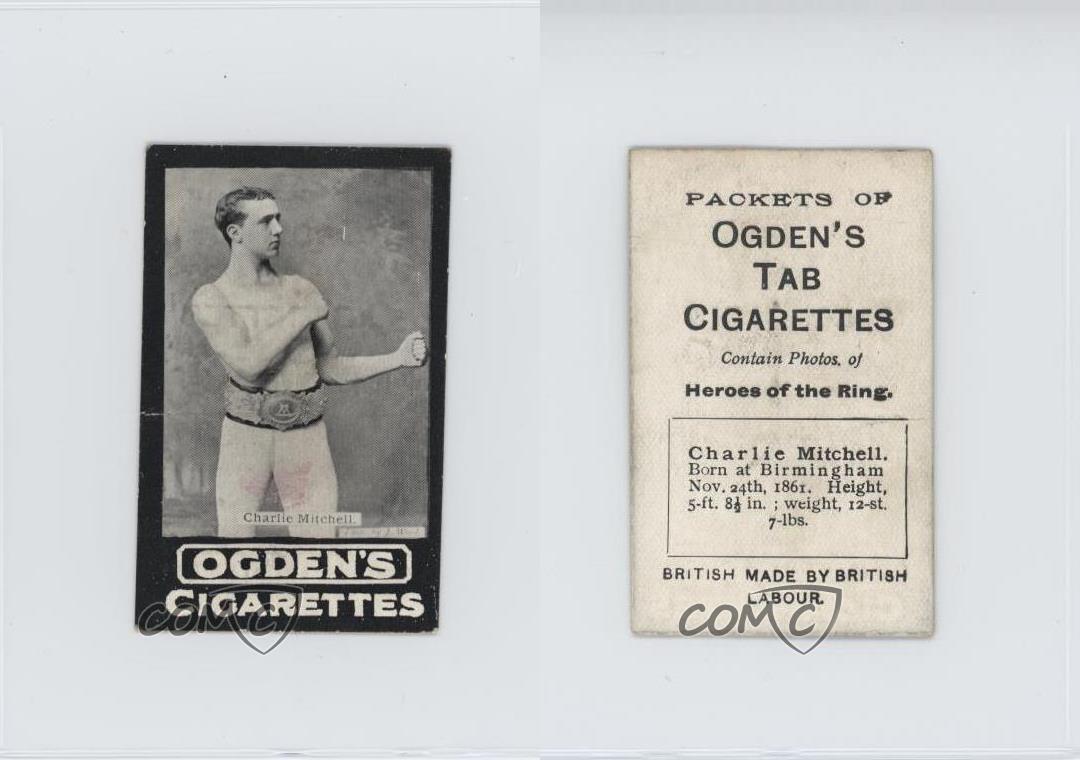 Charlie Mitchell.
OGDEN'S
CIGARETTES
COMC
PACKETS OF
OGDEN'S
TAB
CIGARETTES
Contain Photos. of
Heroes of the Ring.
Charlie Mitchell.
Born at Birmingham
Nov. 24th, 1861. Height,
5-ft. 8½ in. ; weight, 12-st.
7-lbs.
BRITISH MADE BY BRITISH
LABOUR.
COMC